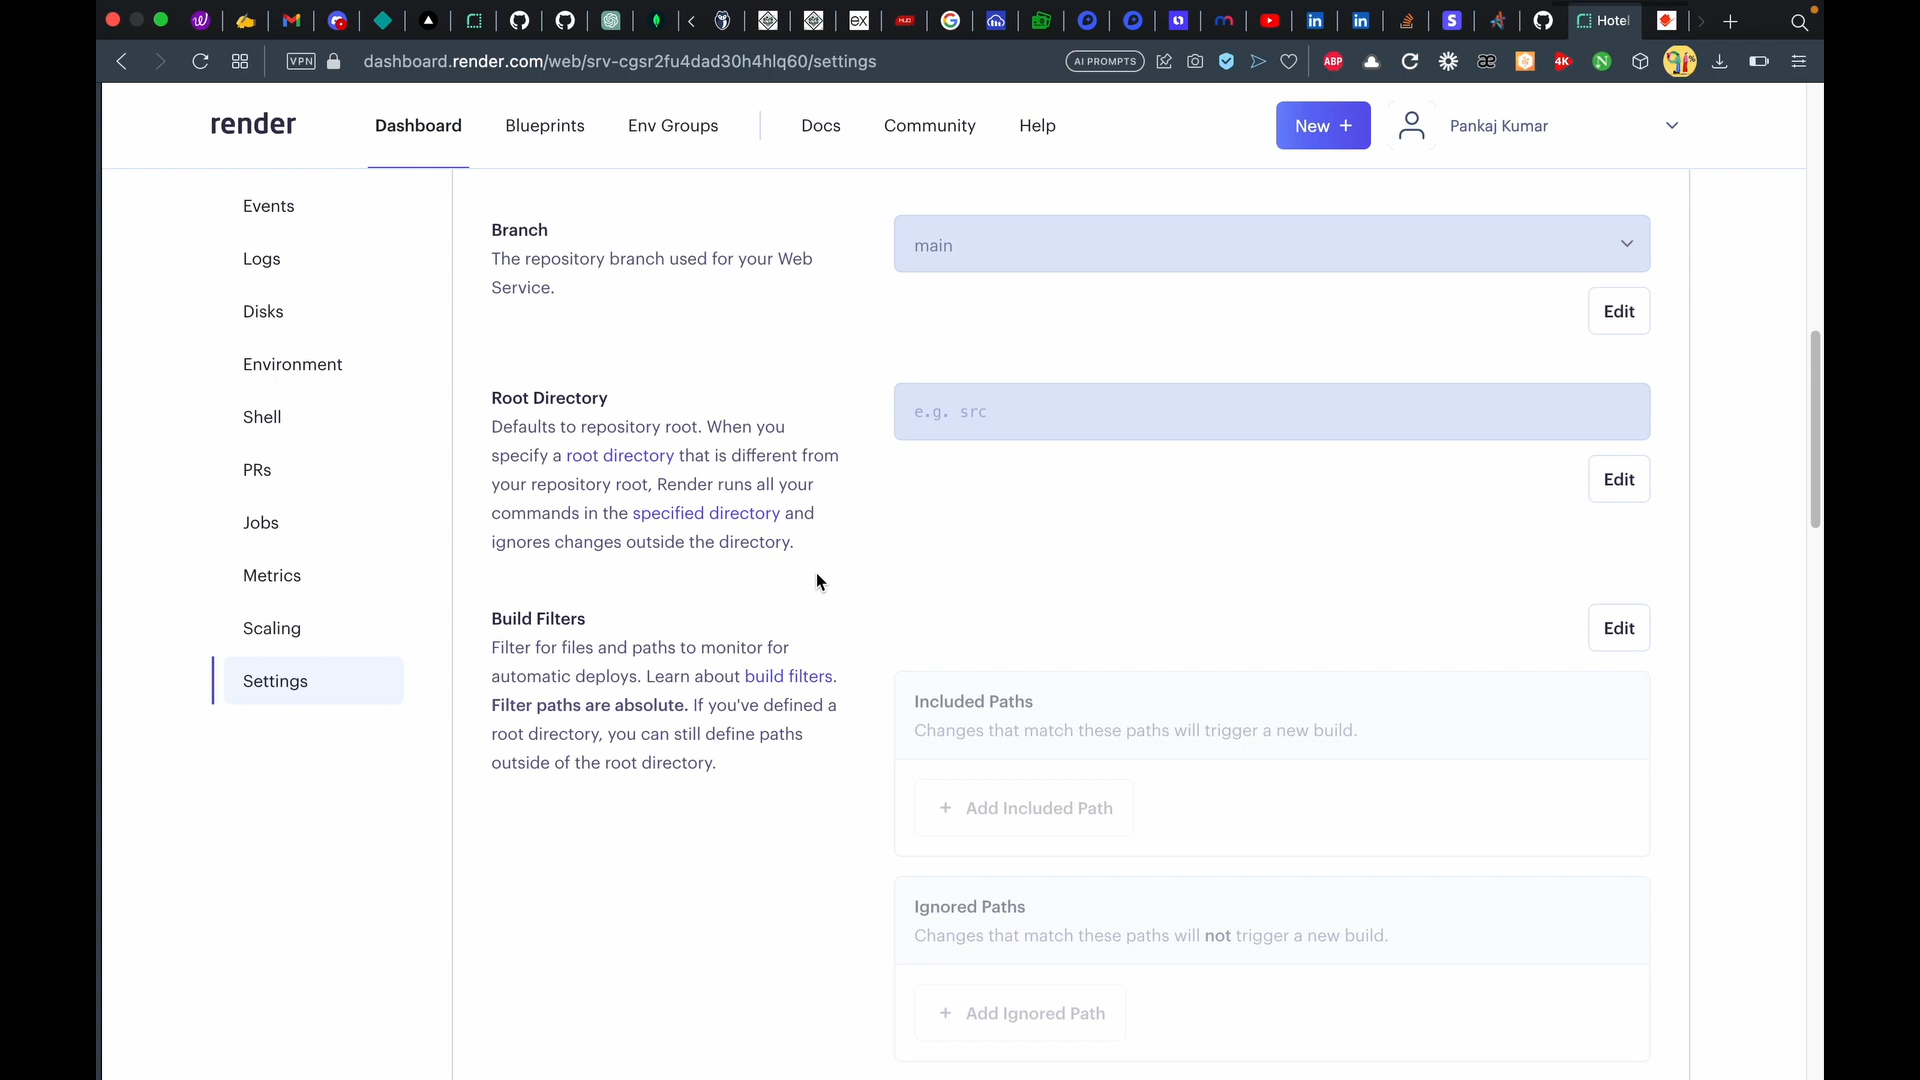 Hotel
VPN
dashboard.render.com/web/srv-cgsr2fu4dad30h4hlq60/settings
AI PROMPTS
ABP
4K
render
Dashboard
Blueprints
Env Groups
Docs
Community
Help
New +
Pankaj Kumar
Events
Logs
Disks
Environment
Shell
PRs
Jobs
Metrics
Scaling
Settings
Branch
The repository branch used for your Web
Service.
main
Edit
Root Directory
Defaults to repository root. When you
specify a root directory that is different from
your repository root, Render runs all your
commands in the specified directory and
ignores changes outside the directory.
e.g. src
Edit
Build Filters
Filter for files and paths to monitor for
automatic deploys. Learn about build filters.
Filter paths are absolute. If you've defined a
root directory, you can still define paths
outside of the root directory.
Edit
Included Paths
Changes that match these paths will trigger a new build.
+ Add Included Path
Ignored Paths
Changes that match these paths will not trigger a new build.
+ Add Ignored Path